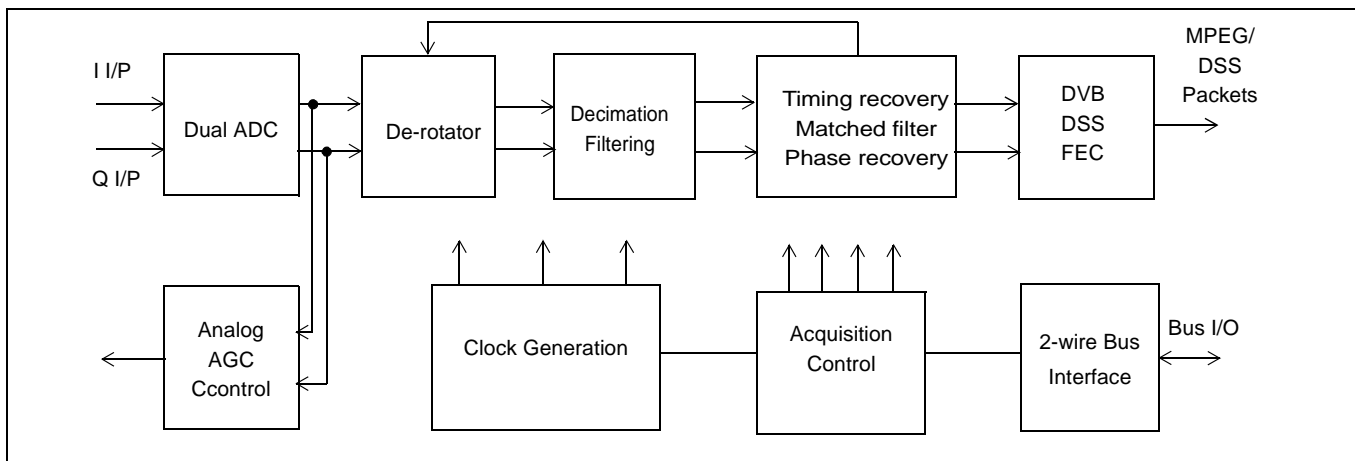 MPEG/
DSS
Packets
I I/P
Q I/P
Dual ADC
De-rotator
Decimation
Filtering
Timing recovery
Matched filter
Phase recovery
DVB
DSS
FEC
Analog
AGC
Ccontrol
Clock Generation
Acquisition
Control
2-wire Bus
Interface
Bus I/O